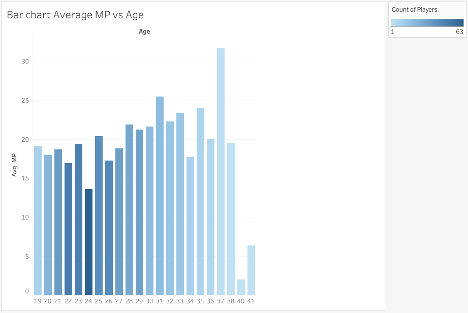 Bar chart Average MP vs Age
Count of Players
1 63
Age
Avg. MP
30
25
20
15
10
5
0
19 20 21 22 23 24 25 26 27 28 29 30 31 32 33 34 35 36 37 38 40 41